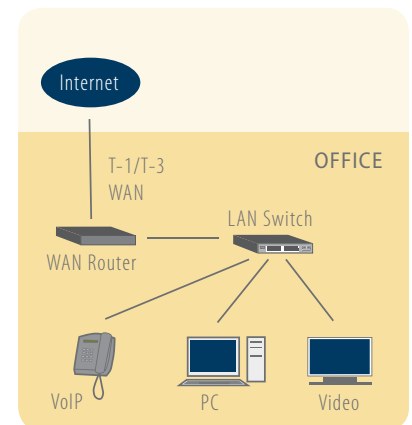 Internet
OFFICE
T-1/T-3
WAN
LAN Switch
WAN Router
VoIP
PC
Video